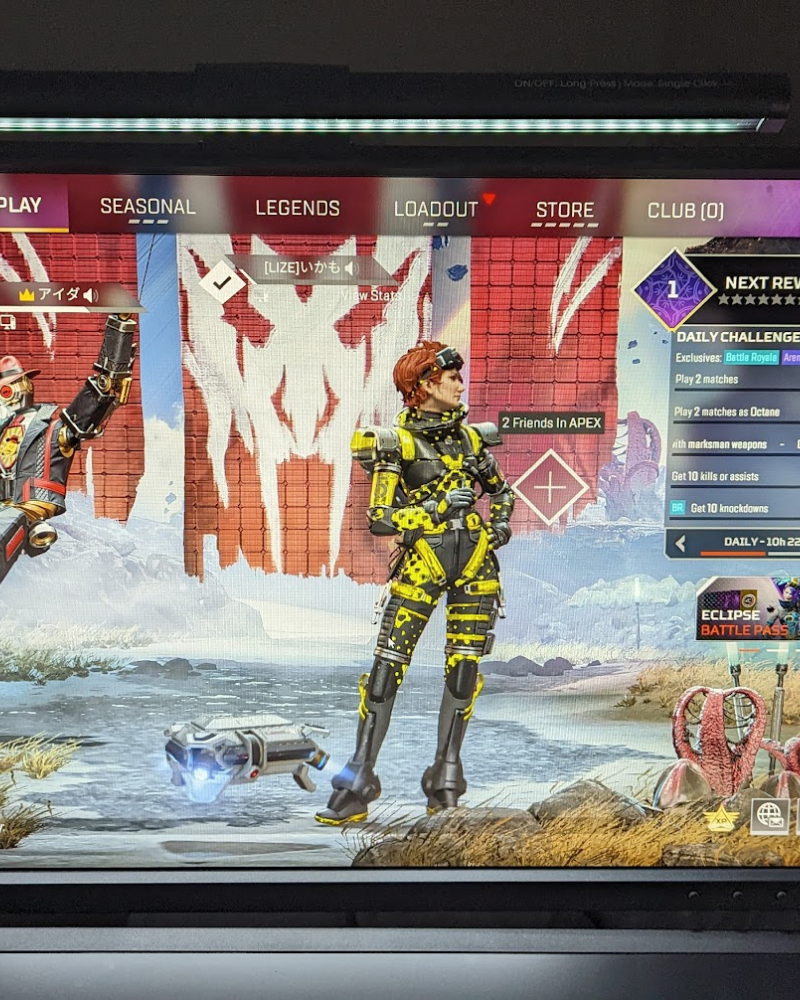 ON/OFF: Long Press | Mode: Single Click
PLAY
SEASONAL
LEGENDS
LOADOUT
STORE
CLUB (0)
アイダ
[LIZE]いかも
View Stats
1
NEXT REW
DAILY CHALLENGE
Exclusives: Battle Royale Aren
Play 2 matches
Play 2 matches as Octane
ith marksman weapons -
Get 10 kills or assists
BR Get 10 knockdowns
DAILY - 10h 22
2 Friends In APEX
ECLIPSE
BATTLE PASS
XP